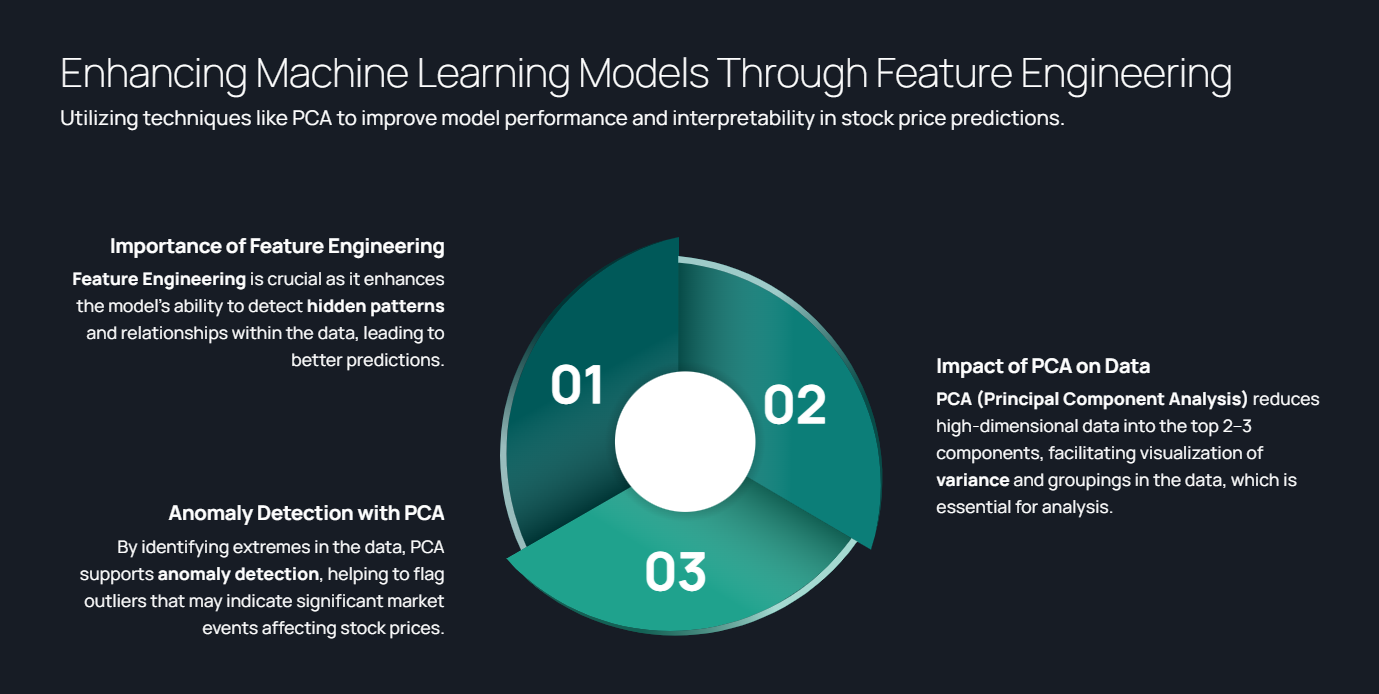 Enhancing Machine Learning Models Through Feature Engineering
Utilizing techniques like PCA to improve model performance and interpretability in stock price predictions.
Importance of Feature Engineering
Feature Engineering is crucial as it enhances
the model's ability to detect hidden patterns
and relationships within the data, leading to
better predictions.
01
02
Impact of PCA on Data
PCA (Principal Component Analysis) reduces
high-dimensional data into the top 2–3
components, facilitating visualization of
variance and groupings in the data, which is
essential for analysis.
Anomaly Detection with PCA
By identifying extremes in the data, PCA
supports anomaly detection, helping to flag
outliers that may indicate significant market
events affecting stock prices.
03